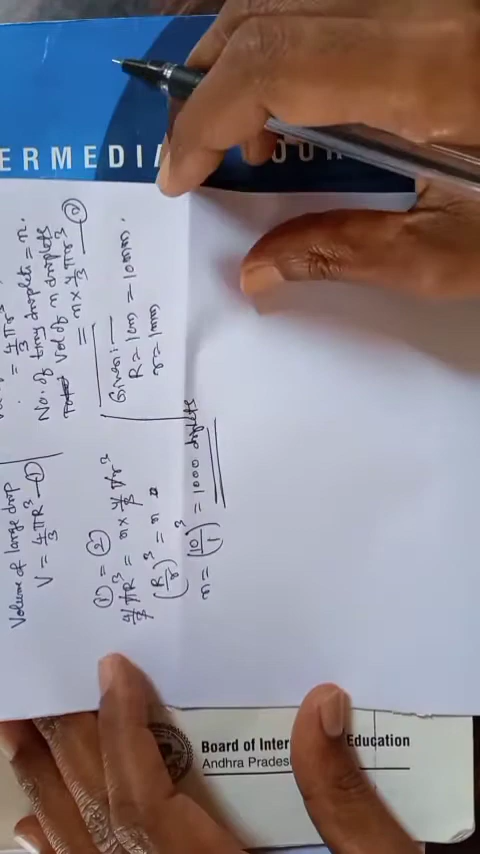 Volume of large drop
V = 4/3 πR³ — ①
= 4/3 πr³
No. of tiny droplets = n.
Vol of n droplets
= n × 4/3 πr³ — ②
① = ②
4/3 πR³ = n × 4/3 πr³
(R/r)³ = n
n = (10/1)³ = 1000 droplets
Given:—
R = 1cm = 10mm.
r = 1mm
ERMEDIA
Board of Inter Education
Andhra Prades